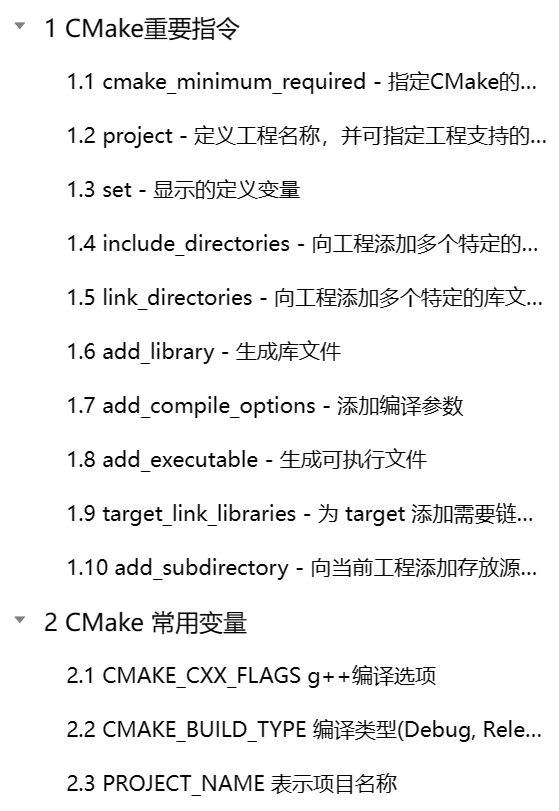 1 CMake重要指令
1.1 cmake_minimum_required - 指定CMake的...
1.2 project - 定义工程名称，并可指定工程支持的...
1.3 set - 显示的定义变量
1.4 include_directories - 向工程添加多个特定的...
1.5 link_directories - 向工程添加多个特定的库文...
1.6 add_library - 生成库文件
1.7 add_compile_options - 添加编译参数
1.8 add_executable - 生成可执行文件
1.9 target_link_libraries - 为 target 添加需要链...
1.10 add_subdirectory - 向当前工程添加存放源...
2 CMake 常用变量
2.1 CMAKE_CXX_FLAGS g++编译选项
2.2 CMAKE_BUILD_TYPE 编译类型(Debug, Rele...
2.3 PROJECT_NAME 表示项目名称